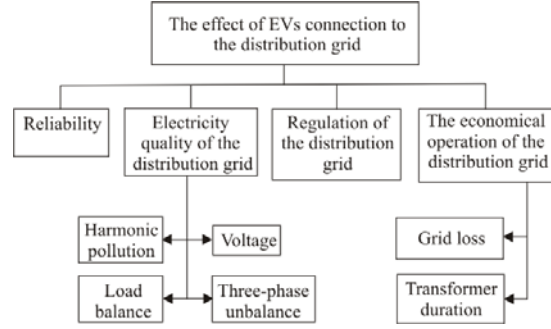 The effect of EVs connection to
the distribution grid
Reliability
Electricity
quality of the
distribution grid
Regulation of
the distribution
grid
The economical
operation of the
distribution grid
Harmonic
pollution
Voltage
Load
balance
Three-phase
unbalance
Grid loss
Transformer
duration